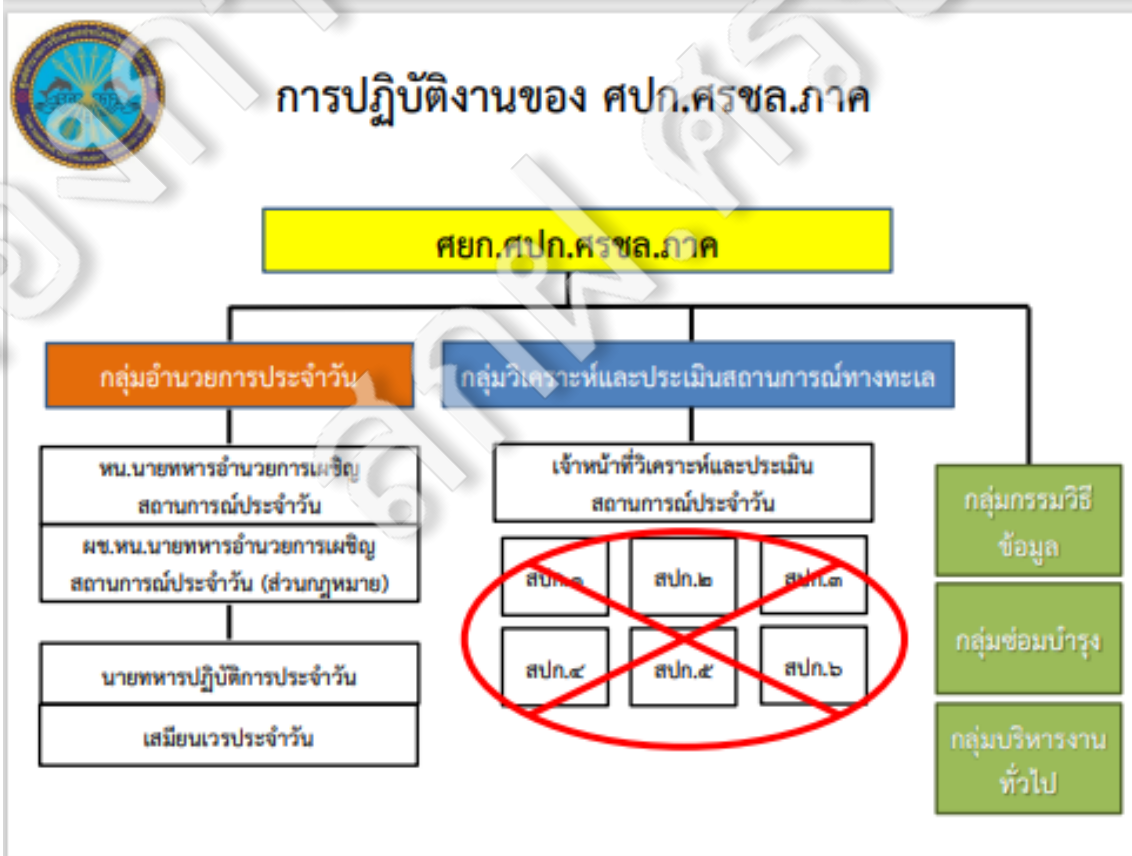 การปฏิบัติงานของ ศปก.ศรชล.ภาค
ศยก.ศปก.ศรชล.ภาค
กลุ่มอำนวยการประจำวัน
กลุ่มวิเคราะห์และประเมินสถานการณ์ทางทะเล
หน.นายทหารอำนวยการเผชิญ
สถานการณ์ประจำวัน
ผช.หน.นายทหารอำนวยการเผชิญ
สถานการณ์ประจำวัน (ส่วนกฎหมาย)
นายทหารปฏิบัติการประจำวัน
เสมียนเวรประจำวัน
เจ้าหน้าที่วิเคราะห์และประเมิน
สถานการณ์ประจำวัน
สปก.๑ สปก.๒ สปก.๓
สปก.๔ สปก.๕ สปก.๖
กลุ่มกรรมวิธี
ข้อมูล
กลุ่มซ่อมบำรุง
กลุ่มบริหารงาน
ทั่วไป